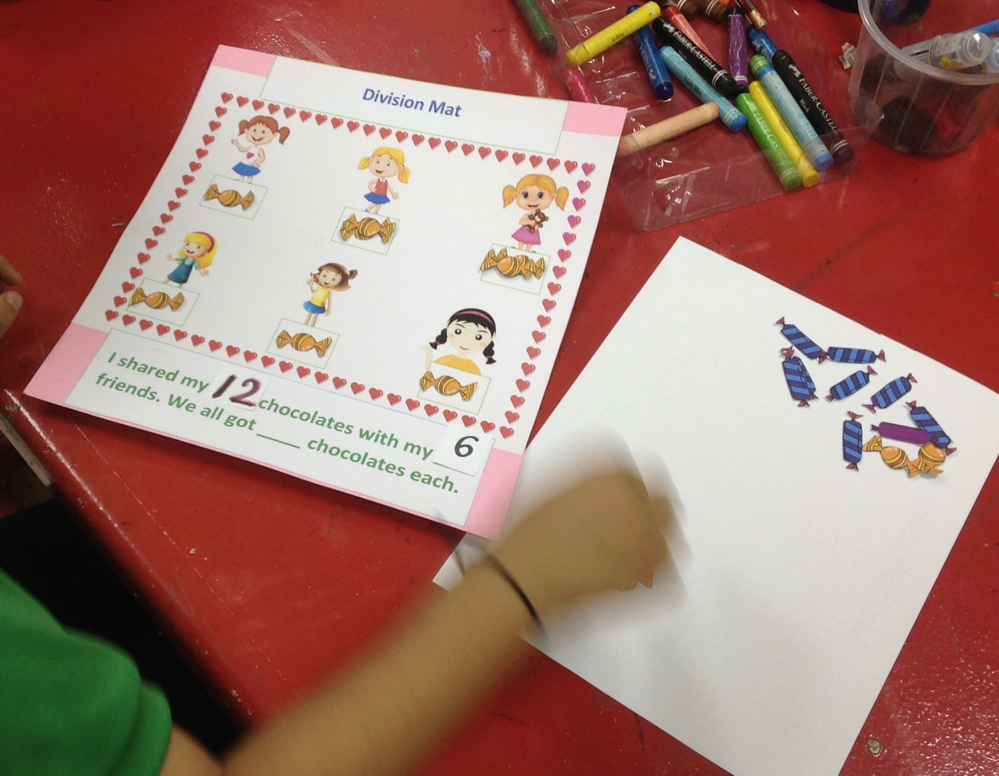 Division Mat
I shared my 12 chocolates with my 6
friends. We all got ____ chocolates each.
FABER-CASTELL
FABER-CASTELL
FABER-CASTELL